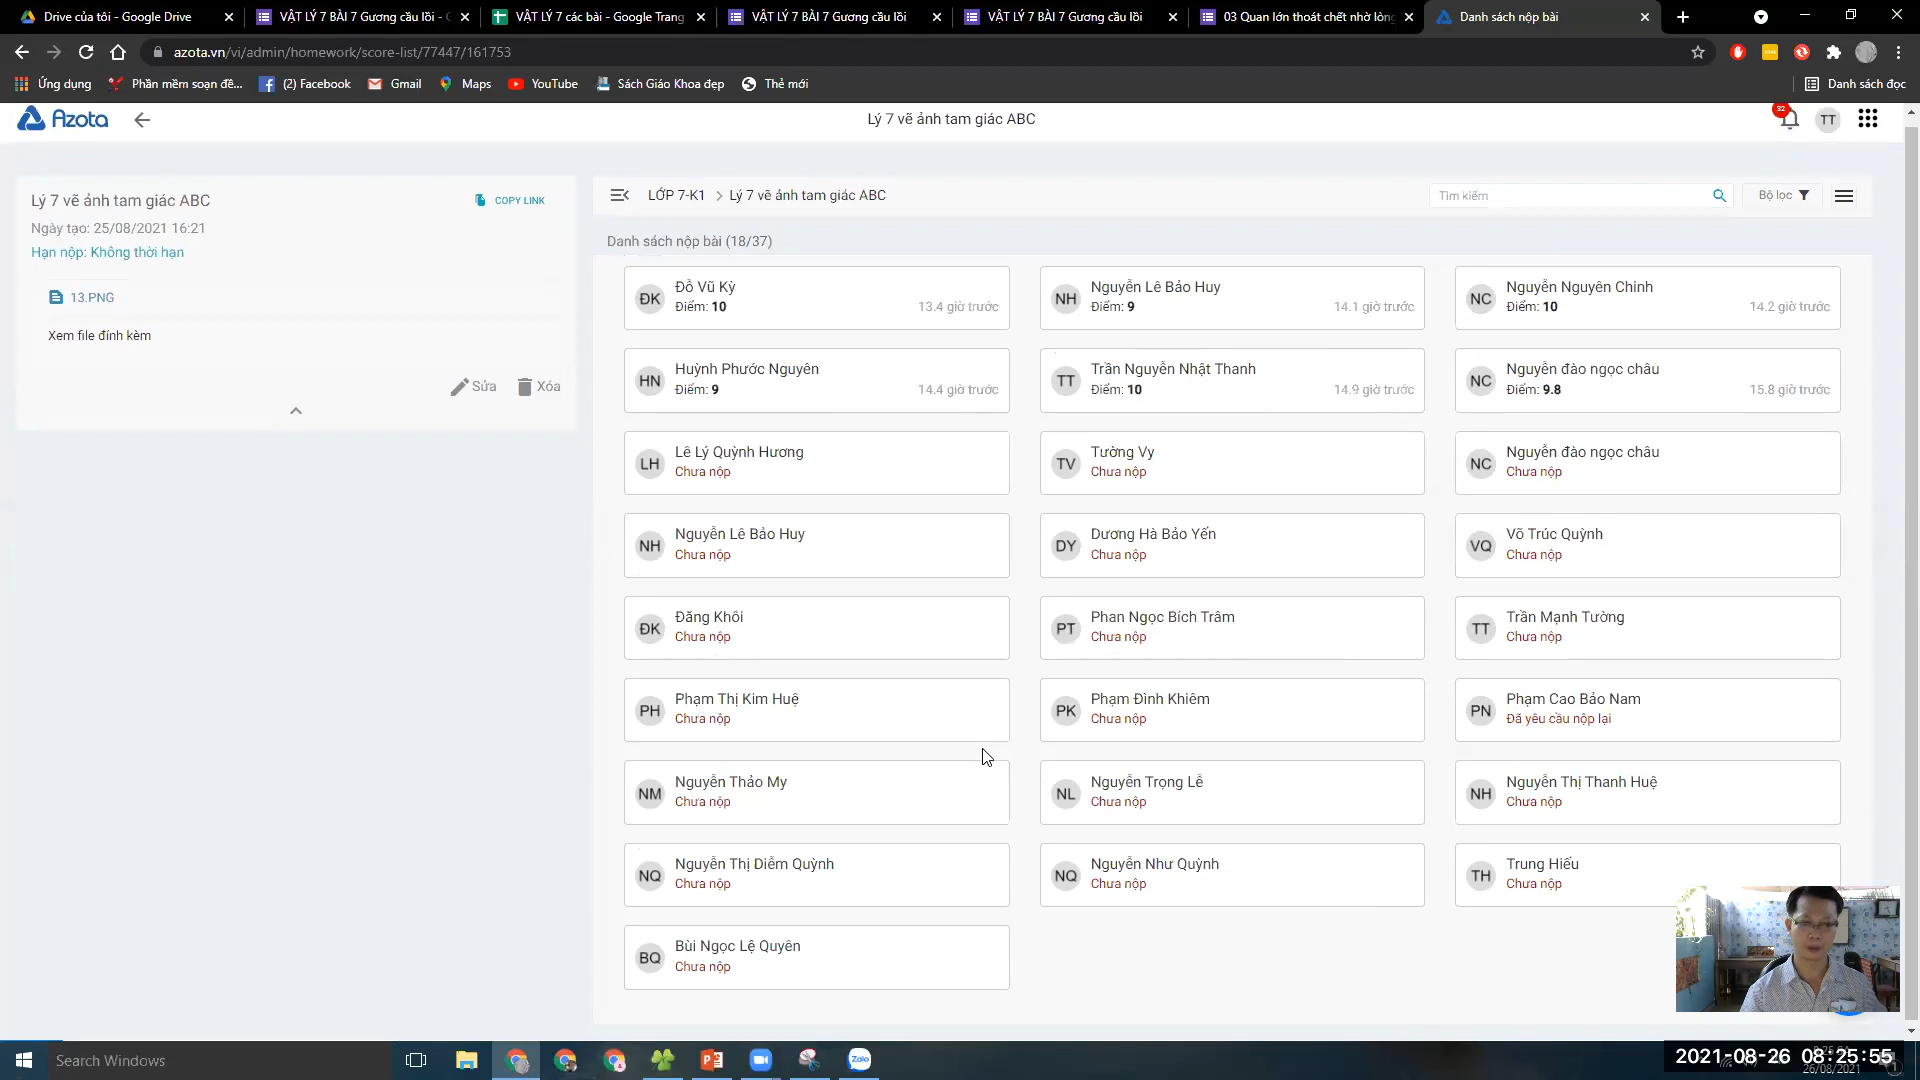 Drive của tôi - Google Drive
VẬT LÝ 7 BÀI 7 Gương cầu lồi -
VẬT LÝ 7 các bài - Google Trang
VẬT LÝ 7 BÀI 7 Gương cầu lồi
VẬT LÝ 7 BÀI 7 Gương cầu lồi
03 Quan lớn thoát chết nhờ lòng
Danh sách nộp bài
azota.vn/vi/admin/homework/score-list/77447/161753
Ứng dụng
Phần mềm soạn đề...
(2) Facebook
Gmail
Maps
YouTube
Sách Giáo Khoa đẹp
Thẻ mới
Danh sách đọc
Azota
Lý 7 vẽ ảnh tam giác ABC
32
TT
Lý 7 vẽ ảnh tam giác ABC
COPY LINK
Ngày tạo: 25/08/2021 16:21
Hạn nộp: Không thời hạn
13.PNG
Xem file đính kèm
Sửa
Xóa
LỚP 7-K1 > Lý 7 vẽ ảnh tam giác ABC
Tìm kiếm
Bộ lọc
Danh sách nộp bài (18/37)
ĐK
Đỗ Vũ Kỳ
Điểm: 10
13.4 giờ trước
NH
Nguyễn Lê Bảo Huy
Điểm: 9
14.1 giờ trước
NC
Nguyễn Nguyên Chinh
Điểm: 10
14.2 giờ trước
HN
Huỳnh Phước Nguyên
Điểm: 9
14.4 giờ trước
TT
Trần Nguyễn Nhật Thanh
Điểm: 10
14.9 giờ trước
NC
Nguyễn đào ngọc châu
Điểm: 9.8
15.8 giờ trước
LH
Lê Lý Quỳnh Hương
Chưa nộp
TV
Tường Vy
Chưa nộp
NC
Nguyễn đào ngọc châu
Chưa nộp
NH
Nguyễn Lê Bảo Huy
Chưa nộp
DY
Dương Hà Bảo Yến
Chưa nộp
VQ
Võ Trúc Quỳnh
Chưa nộp
ĐK
Đăng Khôi
Chưa nộp
PT
Phan Ngọc Bích Trâm
Chưa nộp
TT
Trần Mạnh Tường
Chưa nộp
PH
Phạm Thị Kim Huệ
Chưa nộp
PK
Phạm Đình Khiêm
Chưa nộp
PN
Phạm Cao Bảo Nam
Đã yêu cầu nộp lại
NM
Nguyễn Thảo My
Chưa nộp
NL
Nguyễn Trọng Lễ
Chưa nộp
NH
Nguyễn Thị Thanh Huệ
Chưa nộp
NQ
Nguyễn Thị Diễm Quỳnh
Chưa nộp
NQ
Nguyễn Như Quỳnh
Chưa nộp
TH
Trung Hiếu
Chưa nộp
BQ
Bùi Ngọc Lệ Quyên
Chưa nộp
Search Windows
Zalo
2021-08-26 08:25:55
26/08/2021